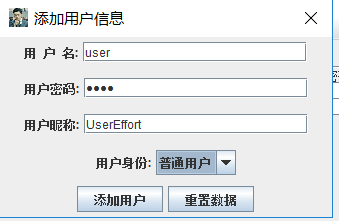 添加用户信息
用 户 名: user
用户密码: ••••
用户昵称: UserEffort
用户身份: 普通用户
添加用户 重置数据